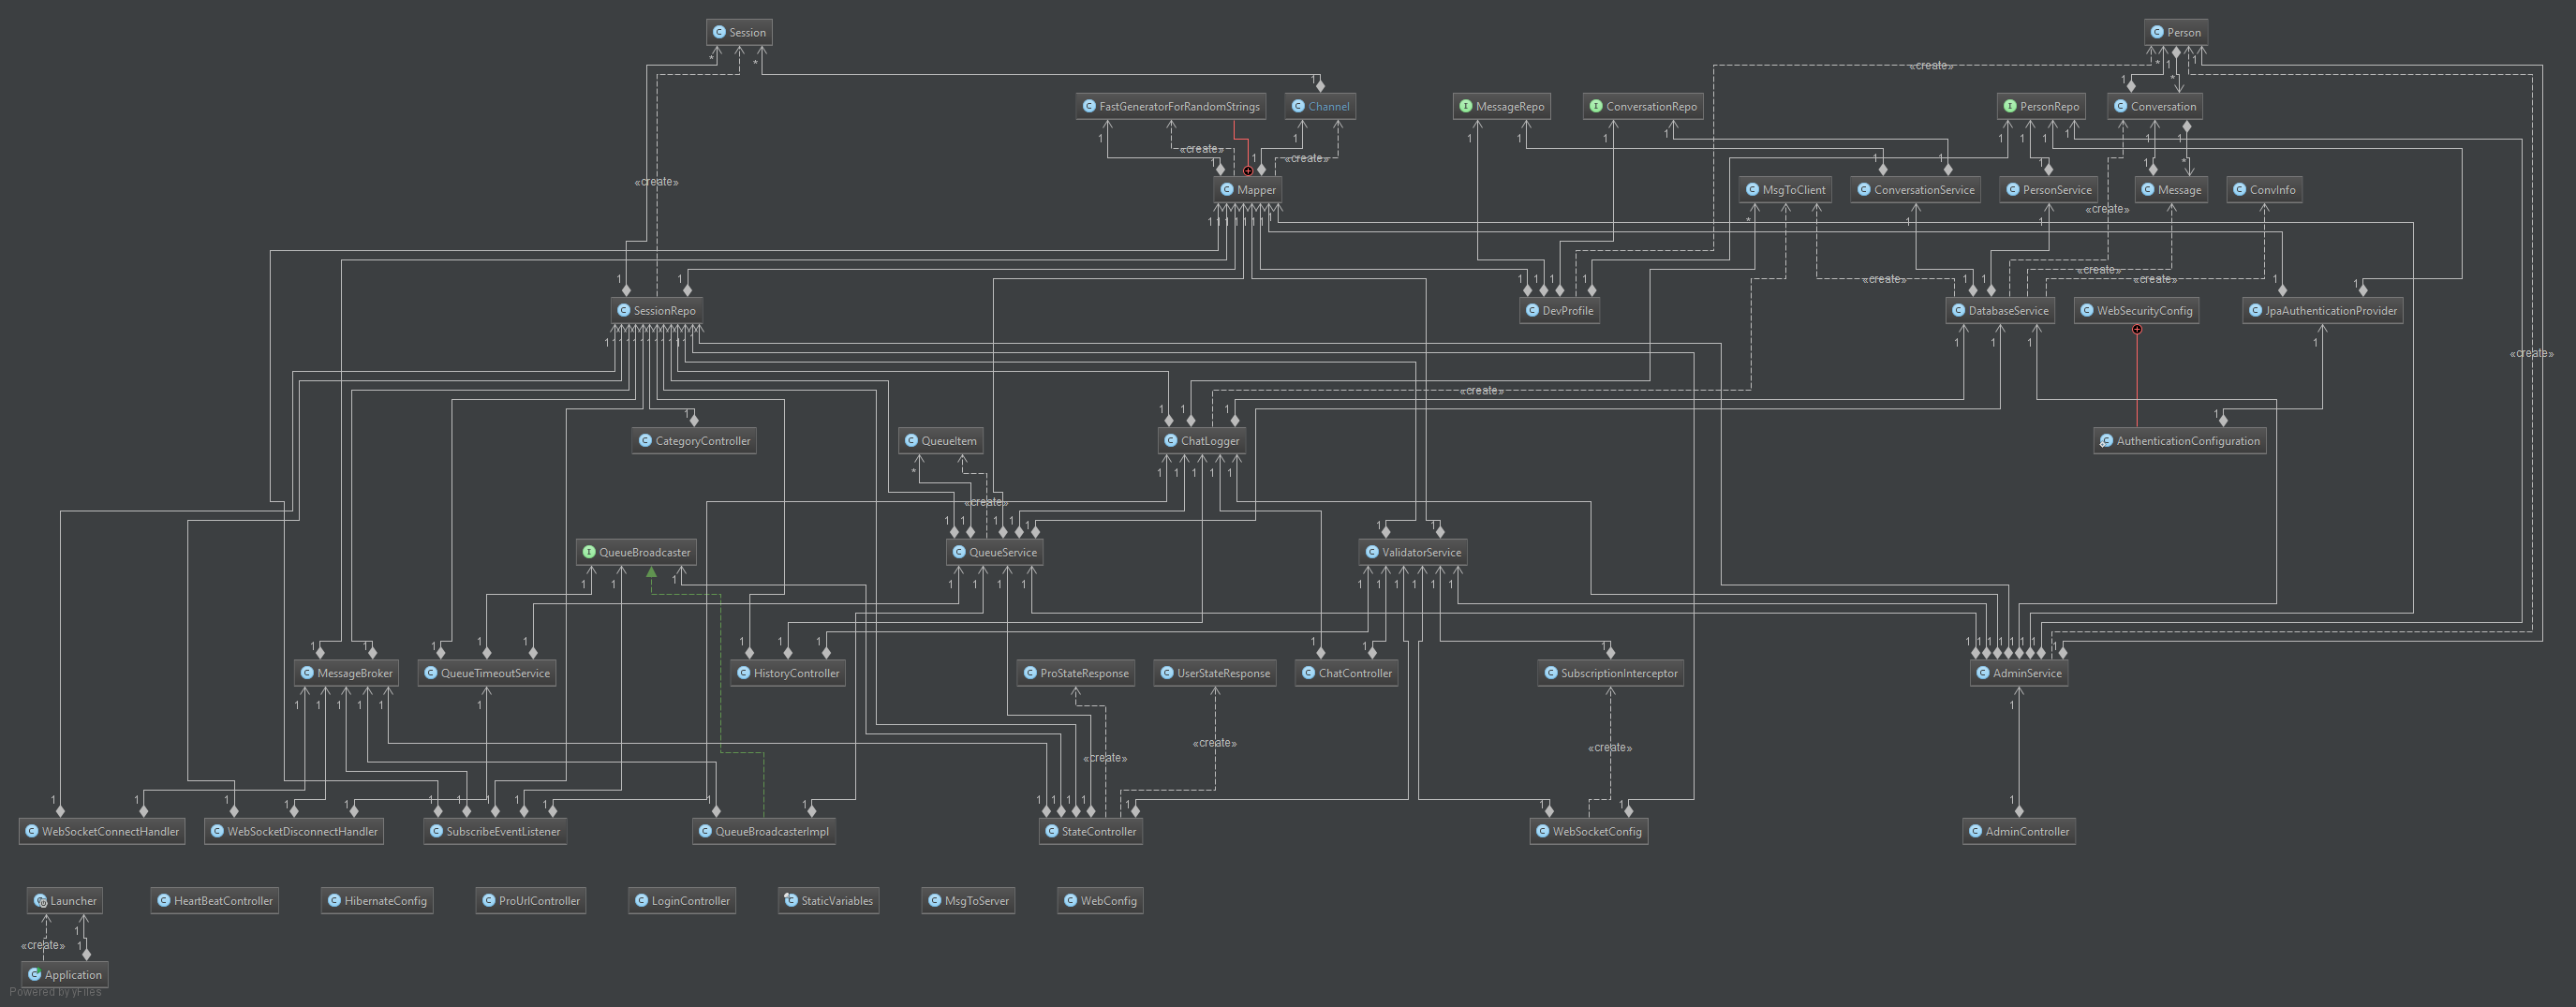 Session
Person
«create»
FastGeneratorForRandomStrings
Channel
MessageRepo
ConversationRepo
PersonRepo
Conversation
«create»
«create»
«create»
Mapper
MsgToClient
ConversationService
PersonService
Message
ConvInfo
«create»
«create»
«create»
«create»
SessionRepo
DevProfile
DatabaseService
WebSecurityConfig
JpaAuthenticationProvider
«create»
«create»
CategoryController
QueueItem
ChatLogger
AuthenticationConfiguration
«create»
QueueBroadcaster
QueueService
ValidatorService
MessageBroker
QueueTimeoutService
HistoryController
ProStateResponse
UserStateResponse
ChatController
SubscriptionInterceptor
AdminService
«create»
«create»
«create»
WebSocketConnectHandler
WebSocketDisconnectHandler
SubscribeEventListener
QueueBroadcasterImpl
StateController
WebSocketConfig
AdminController
Launcher
HeartBeatController
HibernateConfig
ProUrlController
LoginController
StaticVariables
MsgToServer
WebConfig
«create»
Application
Powered by yFiles